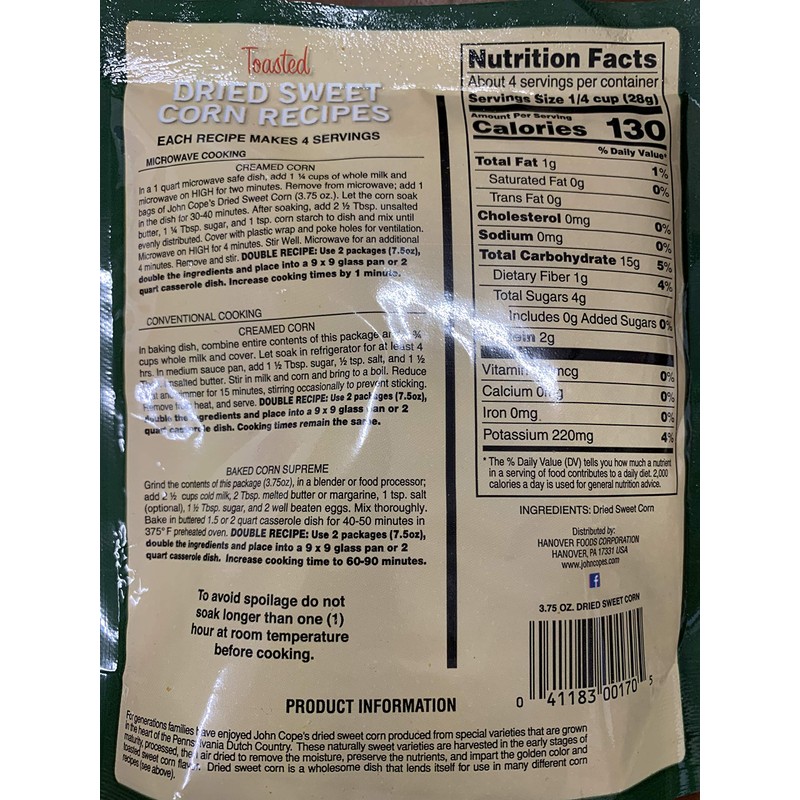 Toasted
DRIED SWEET
CORN RECIPES
EACH RECIPE MAKES 4 SERVINGS
MICROWAVE COOKING
CREAMED CORN
In a 1 quart microwave safe dish, add 1 ¼ cups of whole milk and
microwave on HIGH for two minutes. Remove from microwave; add 1
bags of John Cope's Dried Sweet Corn (3.75 oz.). Let the corn soak
in the dish for 30-40 minutes. After soaking, add 2 ½ Tbsp. unsalted
butter, 1 ¼ Tbsp. sugar, and 1 tsp. corn starch to dish and mix until
evenly distributed. Cover with plastic wrap and poke holes for ventilation.
Microwave on HIGH for 4 minutes. Stir Well. Microwave for an additional
4 minutes. Remove and stir. DOUBLE RECIPE: Use 2 packages (7.5oz),
double the ingredients and place into a 9 x 9 glass pan or 2
quart casserole dish. Increase cooking times by 1 minute.
CONVENTIONAL COOKING
CREAMED CORN
In baking dish, combine entire contents of this package ¾
cups whole milk and cover. Let soak in refrigerator for at least 4
hrs. In medium sauce pan, add 1 ½ Tbsp. sugar, ½ tsp. salt, and 1 ½
unsalted butter. Stir in milk and corn and bring to a boil. Reduce
simmer for 15 minutes, stirring occasionally to prevent sticking.
Remove from heat, and serve. DOUBLE RECIPE: Use 2 packages (7.5oz),
double the ingredients and place into a 9 x 9 glass pan or 2
quart casserole dish. Cooking times remain the same.
BAKED CORN SUPREME
Grind the contents of this package (3.75oz), in a blender or food processor;
add 2 ½ cups cold milk, 2 Tbsp. melted butter or margarine, 1 tsp. salt
(optional), 1 ½ Tbsp. sugar, and 2 well beaten eggs. Mix thoroughly.
Bake in buttered 1.5 or 2 quart casserole dish for 40-50 minutes in
375°F preheated oven. DOUBLE RECIPE: Use 2 packages (7.5oz),
double the ingredients and place into a 9 x 9 glass pan or 2
quart casserole dish. Increase cooking time to 60-90 minutes.
To avoid spoilage do not
soak longer than one (1)
hour at room temperature
before cooking.
Nutrition Facts
About 4 servings per container
Servings Size 1/4 cup (28g)
Amount Per Serving
Calories 130
% Daily Value*
Total Fat 1g 1%
Saturated Fat 0g 0%
Trans Fat 0g
Cholesterol 0mg 0%
Sodium 0mg 0%
Total Carbohydrate 15g 5%
Dietary Fiber 1g 4%
Total Sugars 4g
Includes 0g Added Sugars 0%
2g
Vitamin mcg 0%
Calcium 0mg 0%
Iron 0mg 0%
Potassium 220mg 4%
* The % Daily Value (DV) tells you how much a nutrient
in a serving of food contributes to a daily diet. 2,000
calories a day is used for general nutrition advice.
INGREDIENTS: Dried Sweet Corn
Distributed by:
HANOVER FOODS CORPORATION
HANOVER, PA 17331 USA
www.johncopes.com
f
3.75 OZ. DRIED SWEET CORN
0 41183 00170 5
PRODUCT INFORMATION
For generations families have enjoyed John Cope's dried sweet corn produced from special varieties that are grown
in the heart of the Pennsylvania Dutch Country. These naturally sweet varieties are harvested in the early stages of
maturity, processed, then air dried to remove the moisture, preserve the nutrients, and impart the golden color and
toasted sweet corn flavor. Dried sweet corn is a wholesome dish that lends itself for use in many different corn
recipes (see above).